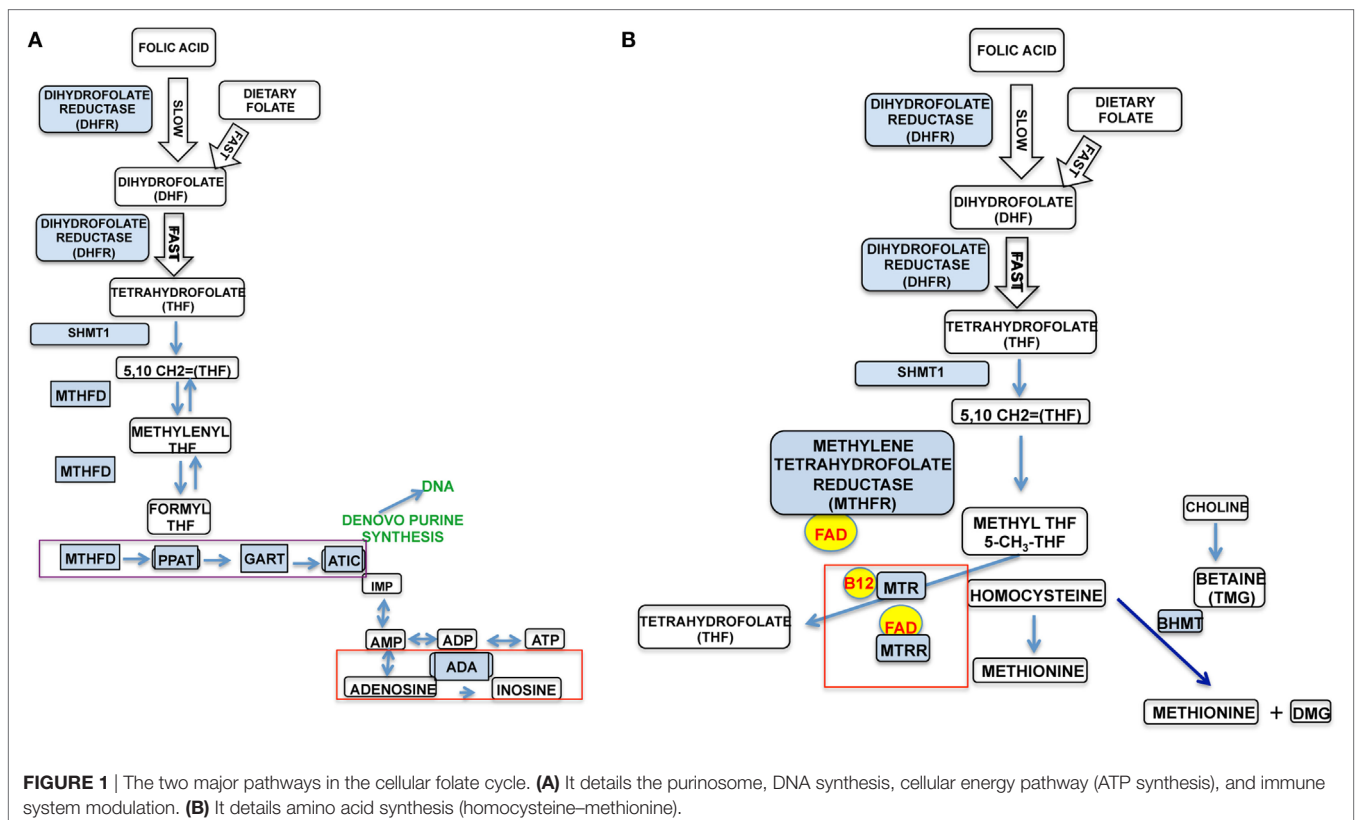 A
FOLIC ACID
DIHYDROFOLATE
REDUCTASE
(DHFR)
SLOW
DIETARY
FOLATE
FAST
DIHYDROFOLATE
(DHF)
DIHYDROFOLATE
REDUCTASE
(DHFR)
FAST
TETRAHYDROFOLATE
(THF)
SHMT1
5,10 CH2=(THF)
MTHFD
METHYLENYL
THF
MTHFD
FORMYL
THF
DNA
DENOVO PURINE
SYNTHESIS
MTHFD
PPAT
GART
ATIC
IMP
AMP
ADP
ATP
ADA
ADENOSINE
INOSINE
B
FOLIC ACID
DIHYDROFOLATE
REDUCTASE
(DHFR)
SLOW
DIETARY
FOLATE
FAST
DIHYDROFOLATE
(DHF)
DIHYDROFOLATE
REDUCTASE
(DHFR)
FAST
TETRAHYDROFOLATE
(THF)
SHMT1
5,10 CH2=(THF)
METHYLENE
TETRAHYDROFOLATE
REDUCTASE
(MTHFR)
FAD
METHYL THF
5-CH₃-THF
CHOLINE
BETAINE
(TMG)
BHMT
B12
MTR
FAD
MTRR
HOMOCYSTEINE
TETRAHYDROFOLATE
(THF)
METHIONINE
METHIONINE + DMG
FIGURE 1 | The two major pathways in the cellular folate cycle. (A) It details the purinosome, DNA synthesis, cellular energy pathway (ATP synthesis), and immune
system modulation. (B) It details amino acid synthesis (homocysteine–methionine).